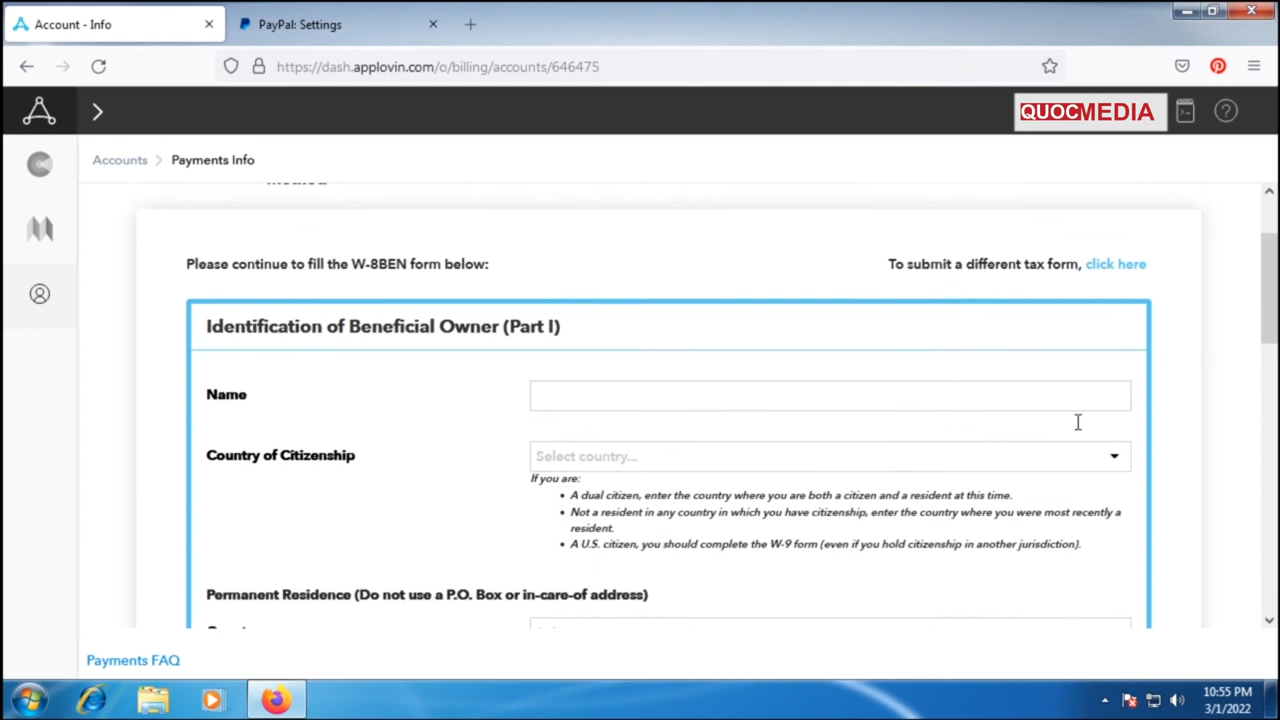 Account - Info
PayPal: Settings
https://dash.applovin.com/o/billing/accounts/646475
QUOCMEDIA
Accounts
Payments Info
Please continue to fill the W-8BEN form below:
To submit a different tax form, click here
Identification of Beneficial Owner (Part I)
Name
Country of Citizenship
Select country...
If you are:
• A dual citizen, enter the country where you are both a citizen and a resident at this time.
• Not a resident in any country in which you have citizenship, enter the country where you were most recently a
resident.
• A U.S. citizen, you should complete the W-9 form (even if you hold citizenship in another jurisdiction).
Permanent Residence (Do not use a P.O. Box or in-care-of address)
Payments FAQ
10:55 PM
3/1/2022